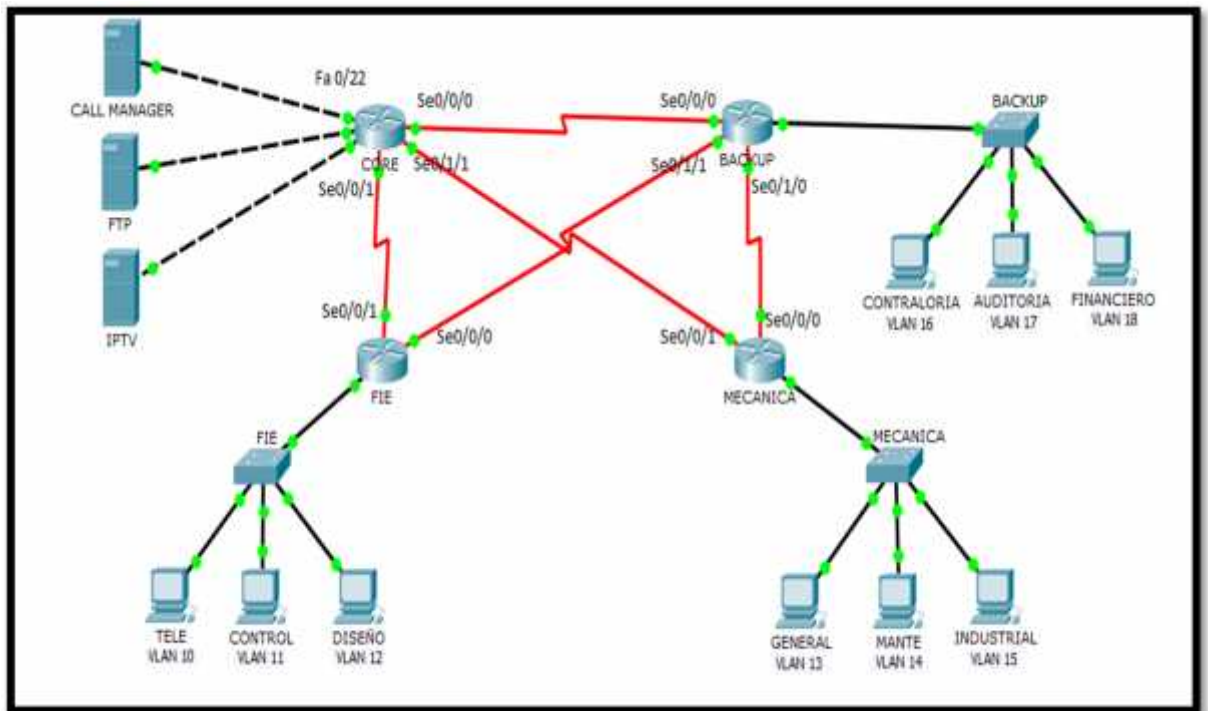 CALL MANAGER
Fa 0/22
Se0/0/0
Se0/0/0
BACKUP
CORE
Se0/1/1
Se0/1/1
BACKUP
Se0/0/1
Se0/1/0
FTP
IPTV
CONTRALORIA
VLAN 16
AUDITORIA
VLAN 17
FINANCIERO
VLAN 18
Se0/0/1
Se0/0/0
Se0/0/1
Se0/0/0
FIE
MECANICA
FIE
MECANICA
TELE
VLAN 10
CONTROL
VLAN 11
DISEÑO
VLAN 12
GENERAL
VLAN 13
MANTE
VLAN 14
INDUSTRIAL
VLAN 15